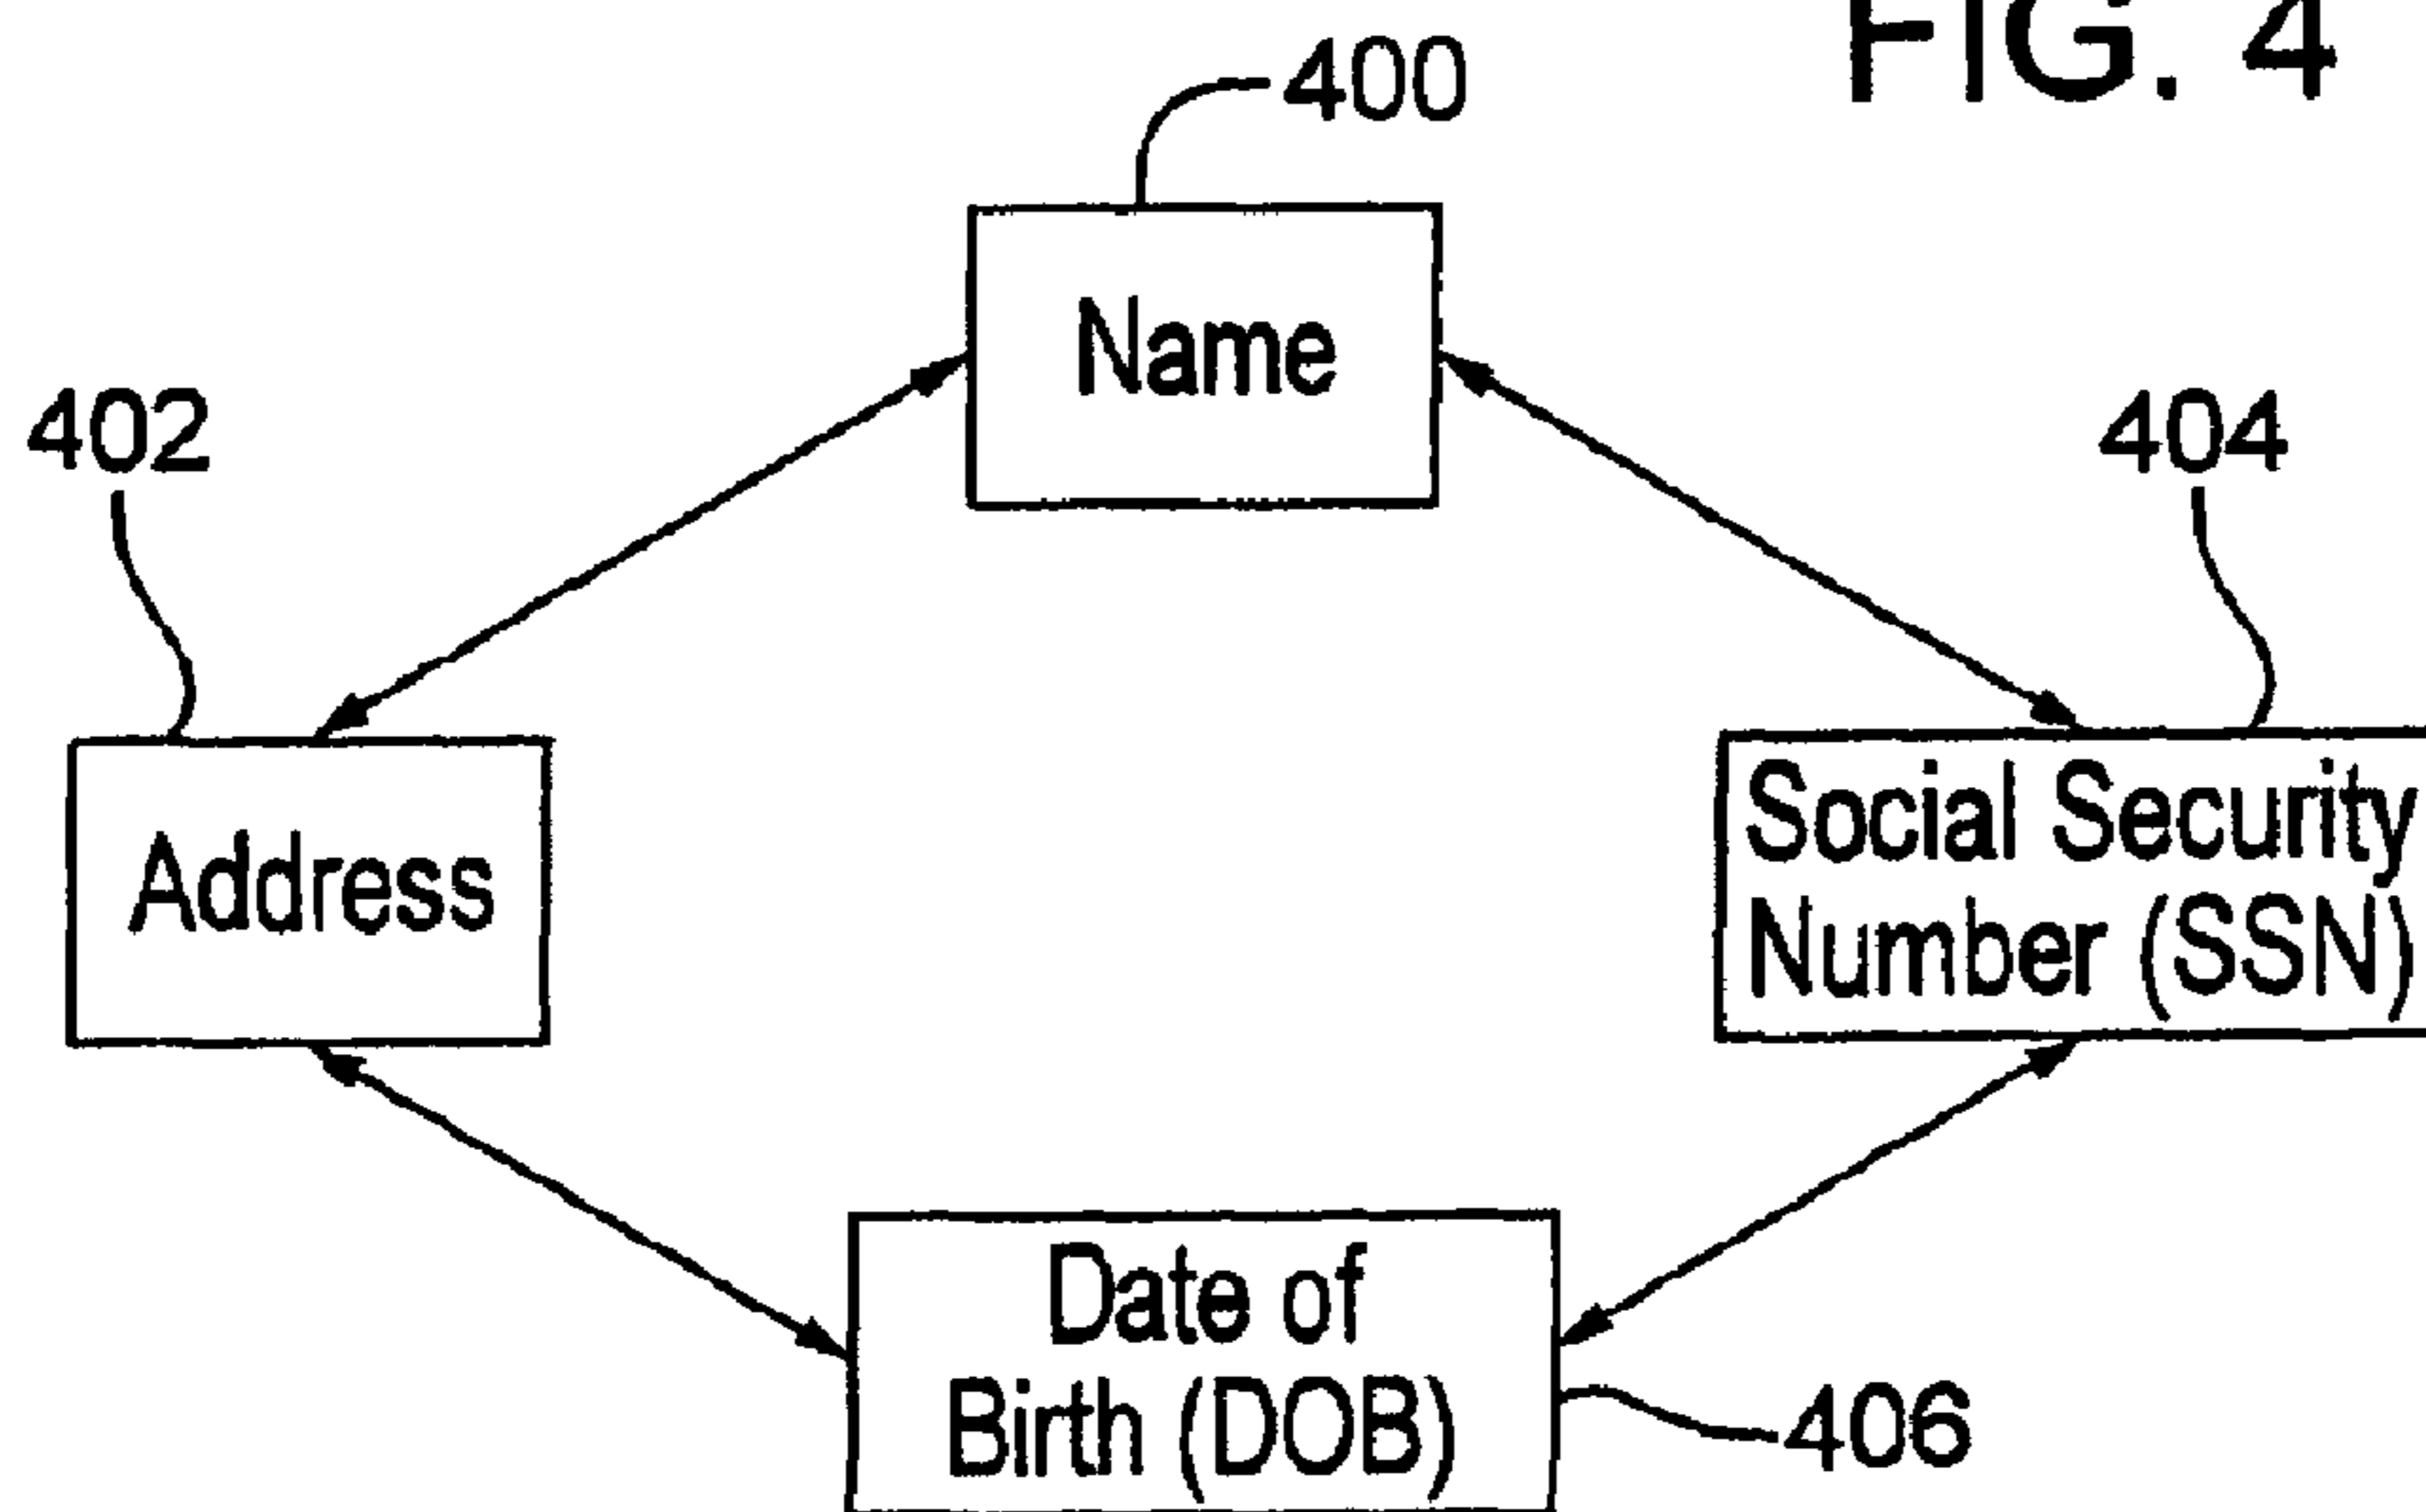 FIG. 4
400
Name
402
404
Address
Social Security
Number (SSN)
Date of
Birth (DOB)
406